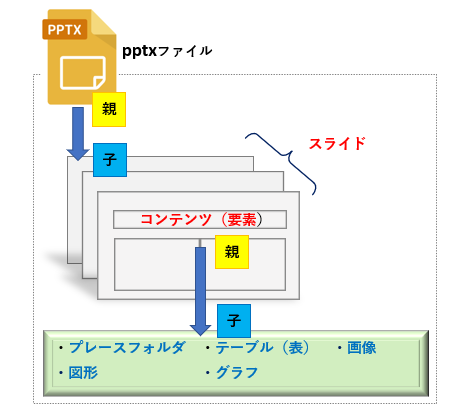 PPTX
pptxファイル
親
子
スライド
コンテンツ（要素）
親
子
・プレースフォルダ ・テーブル（表） ・画像
・図形 ・グラフ